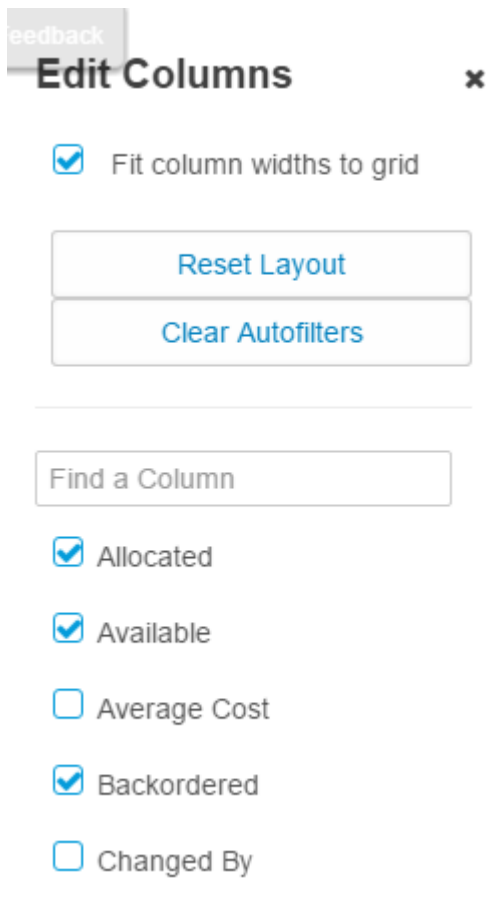 Feedback
Edit Columns
Fit column widths to grid
Reset Layout
Clear Autofilters
Find a Column
Allocated
Available
Average Cost
Backordered
Changed By